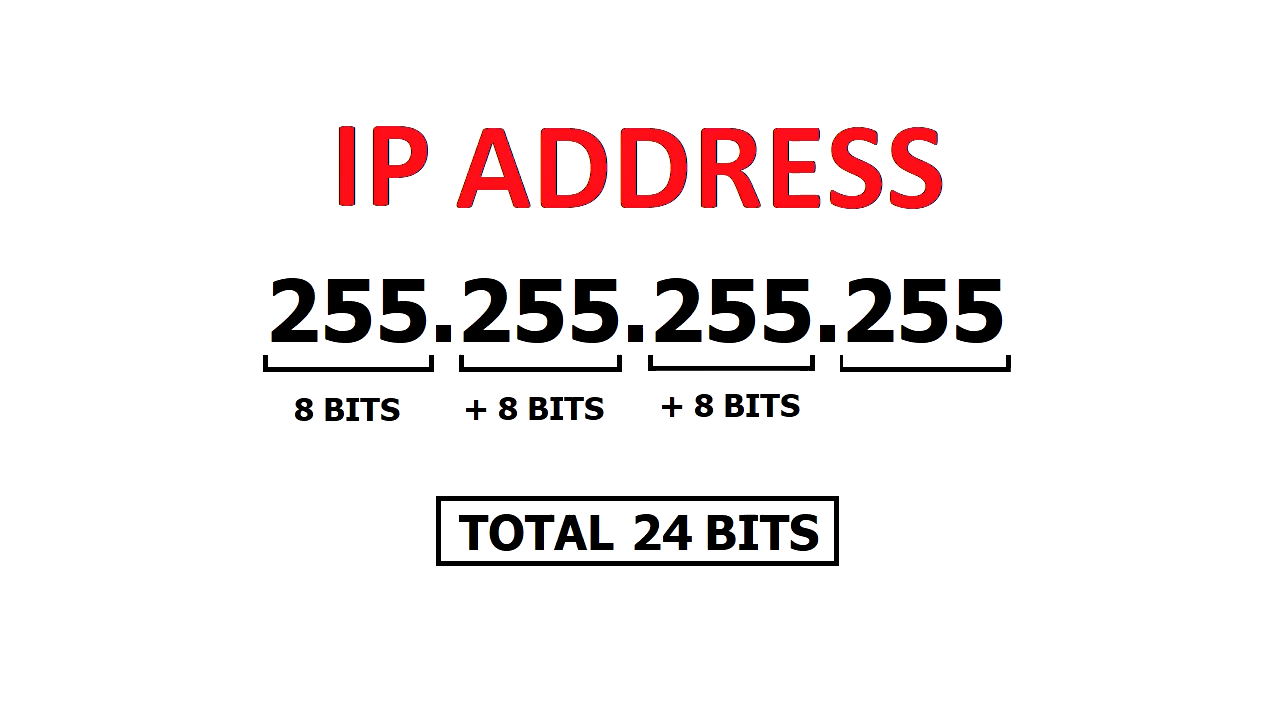 IP ADDRESS
255.255.255.255
8 BITS + 8 BITS + 8 BITS
TOTAL 24 BITS